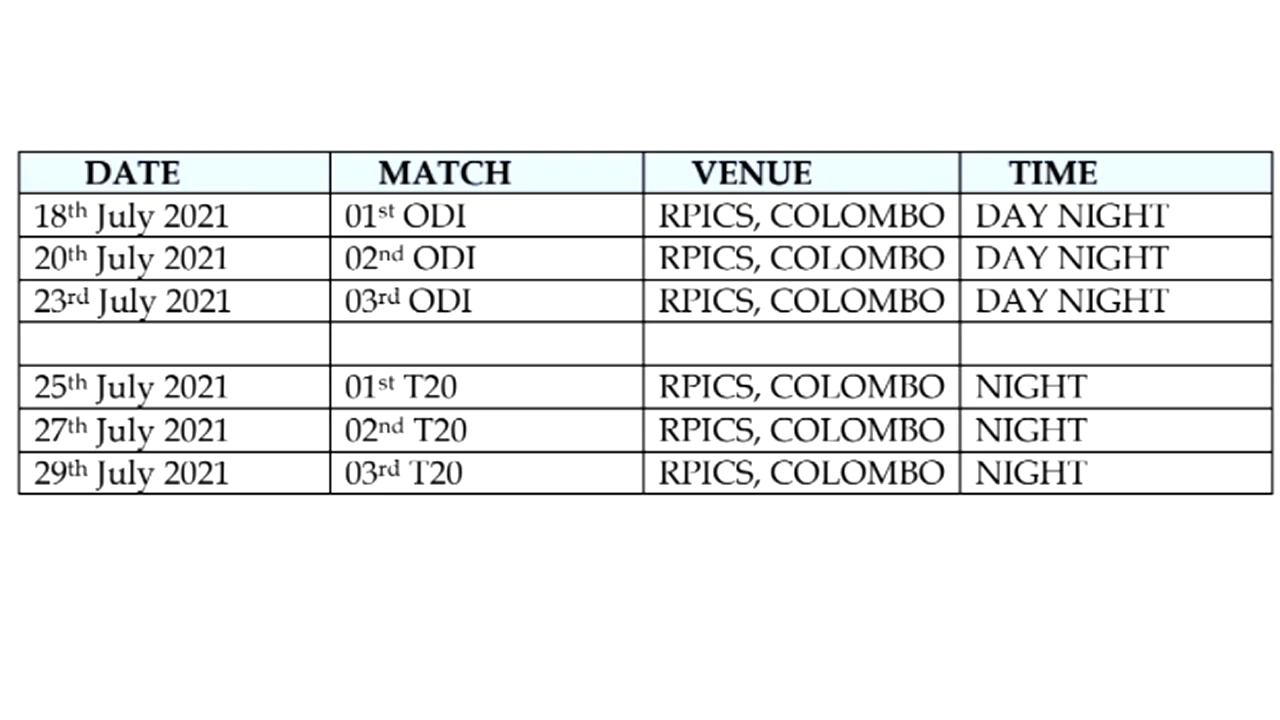 DATE MATCH VENUE TIME
18th July 2021 01st ODI RPICS, COLOMBO DAY NIGHT
20th July 2021 02nd ODI RPICS, COLOMBO DAY NIGHT
23rd July 2021 03rd ODI RPICS, COLOMBO DAY NIGHT
25th July 2021 01st T20 RPICS, COLOMBO NIGHT
27th July 2021 02nd T20 RPICS, COLOMBO NIGHT
29th July 2021 03rd T20 RPICS, COLOMBO NIGHT